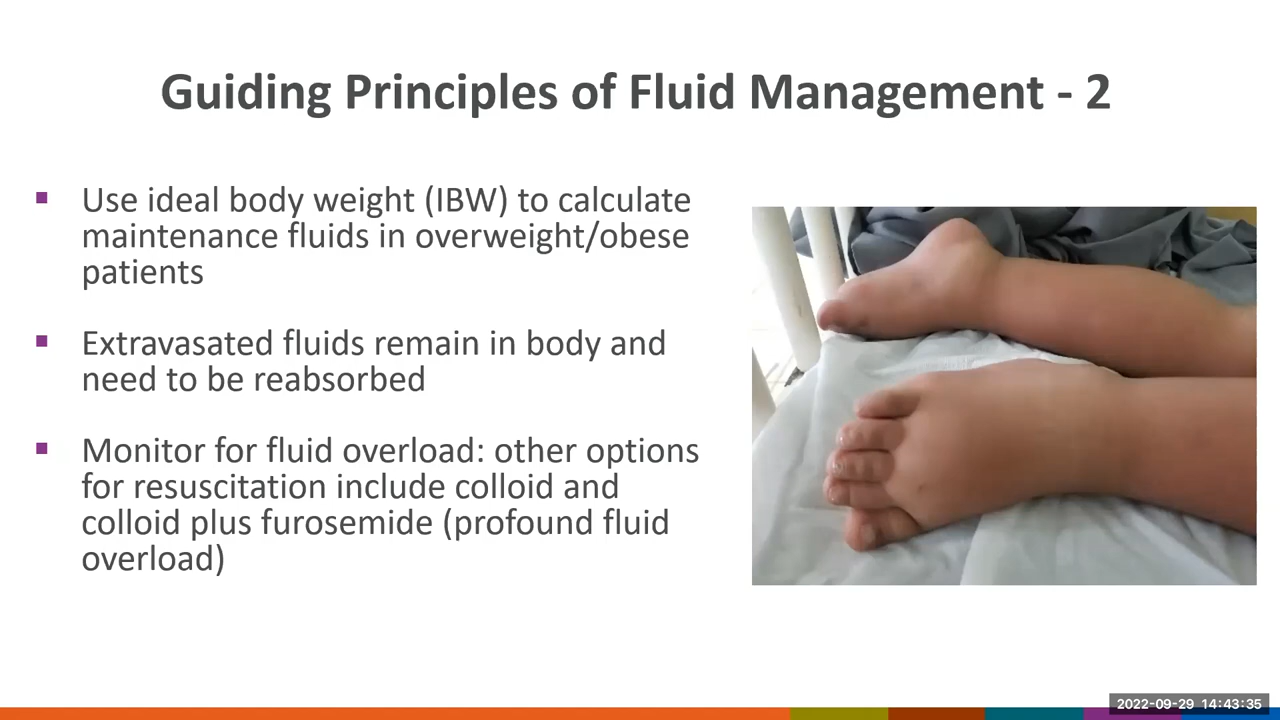 Guiding Principles of Fluid Management - 2
▪ Use ideal body weight (IBW) to calculate
maintenance fluids in overweight/obese
patients
▪ Extravasated fluids remain in body and
need to be reabsorbed
▪ Monitor for fluid overload: other options
for resuscitation include colloid and
colloid plus furosemide (profound fluid
overload)
2022-09-29 14:43:35